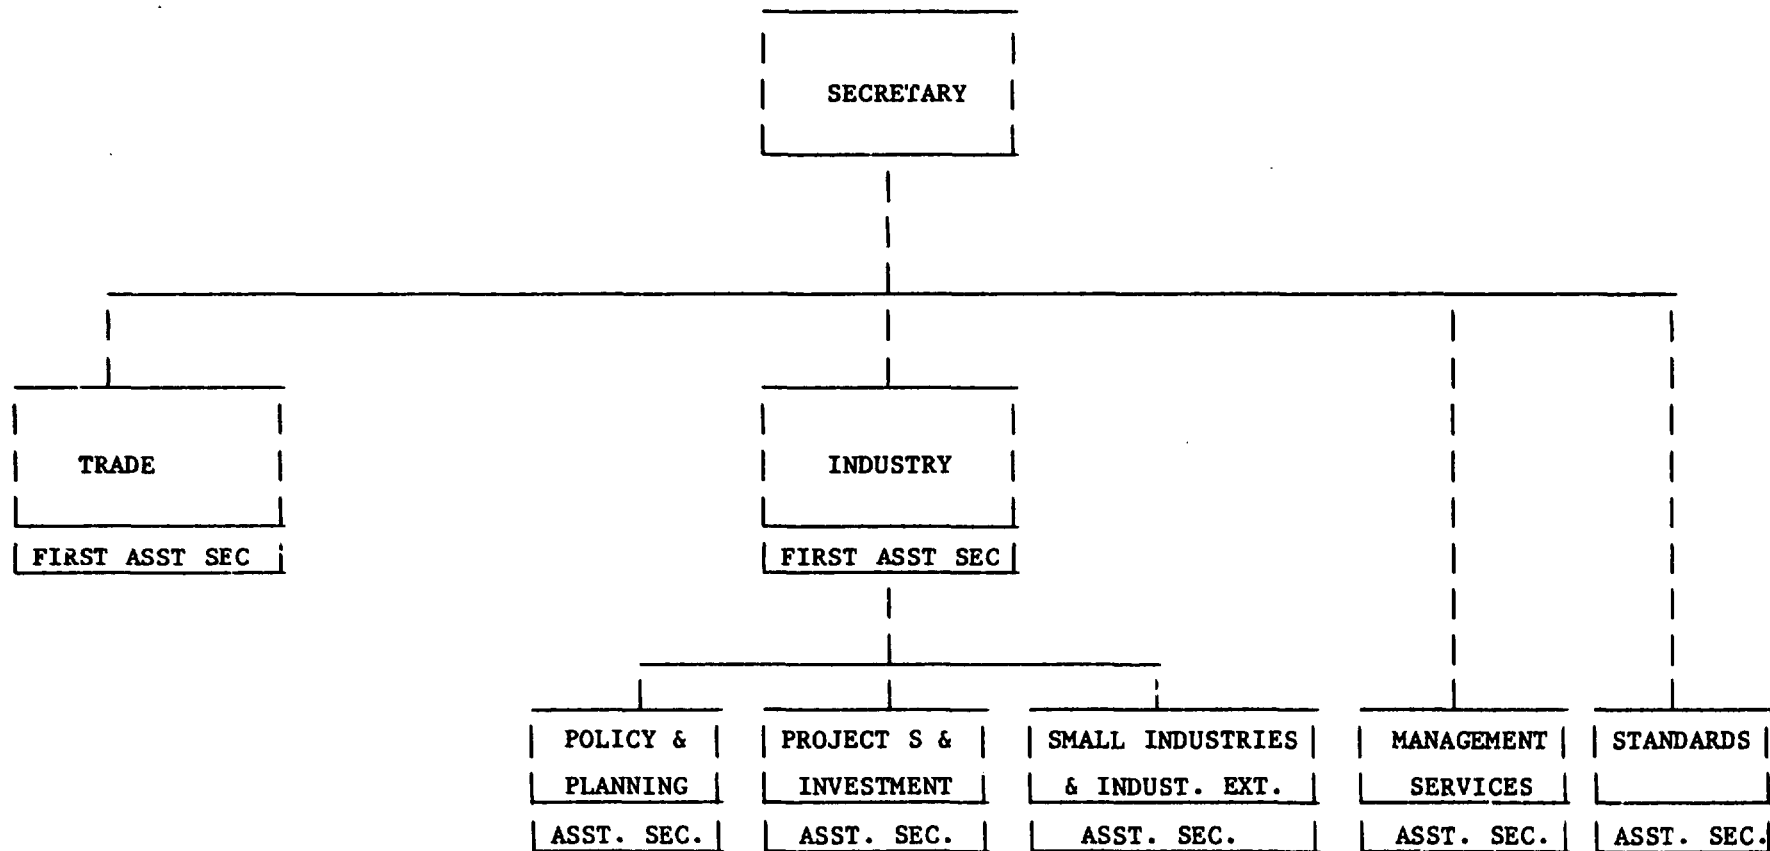 SECRETARY
TRADE
INDUSTRY
FIRST ASST SEC
FIRST ASST SEC
POLICY &
PLANNING
ASST. SEC.
PROJECT S &
INVESTMENT
ASST. SEC.
SMALL INDUSTRIES
& INDUST. EXT.
ASST. SEC.
MANAGEMENT
SERVICES
ASST. SEC.
STANDARDS
ASST. SEC.